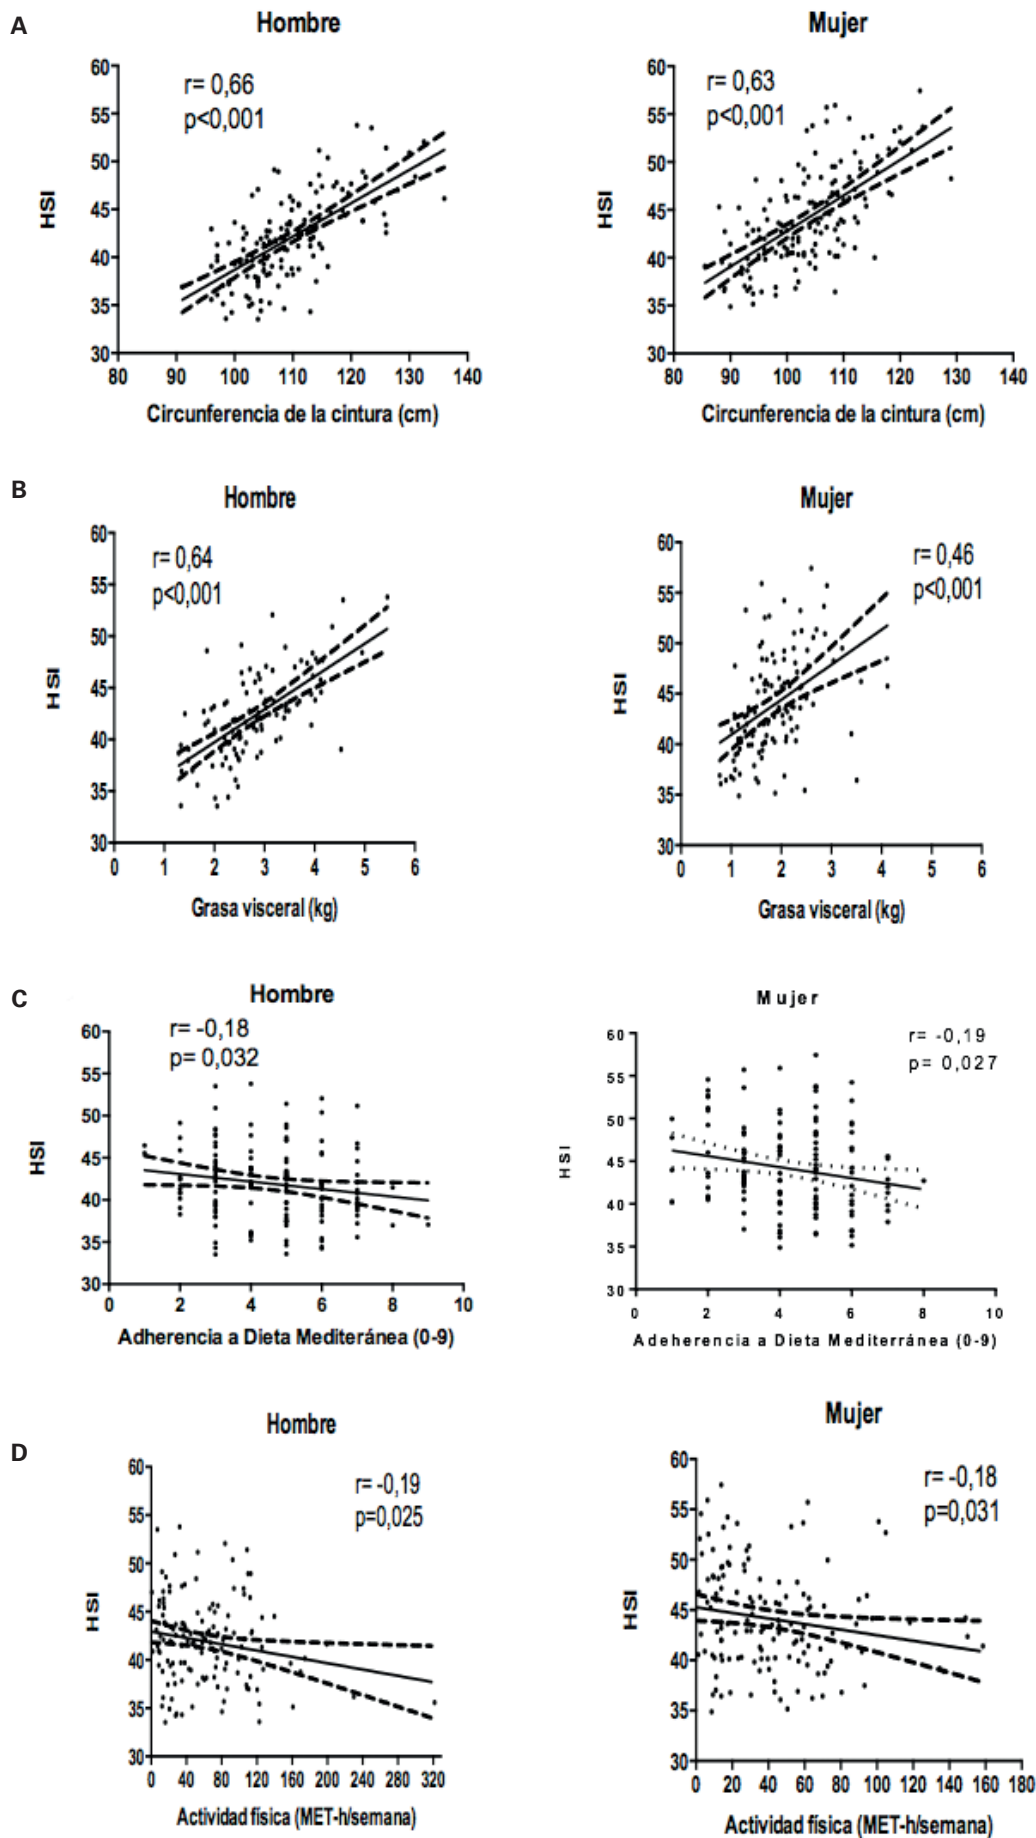 A
Hombre
Mujer
r= 0,66
p<0,001
r= 0,63
p<0,001
HSI
60
55
50
45
40
35
30
80 90 100 110 120 130 140
Circunferencia de la cintura (cm)
HSI
60
55
50
45
40
35
30
80 90 100 110 120 130 140
Circunferencia de la cintura (cm)
B
Hombre
Mujer
r= 0,64
p<0,001
r= 0,46
p<0,001
HSI
60
55
50
45
40
35
30
0 1 2 3 4 5 6
Grasa visceral (kg)
HSI
60
55
50
45
40
35
30
0 1 2 3 4 5 6
Grasa visceral (kg)
C
Hombre
Mujer
r= -0,18
p= 0,032
r= -0,19
p= 0,027
HSI
60
55
50
45
40
35
30
0 2 4 6 8 10
Adherencia a Dieta Mediteránea (0-9)
HSI
60
55
50
45
40
35
30
0 2 4 6 8 10
Adeherencia a Dieta Mediterránea (0-9)
D
Hombre
Mujer
r= -0,19
p=0,025
r= -0,18
p=0,031
HSI
60
55
50
45
40
35
30
0 40 80 120 160 200 240 280 320
Actividad física (MET-h/semana)
HSI
60
55
50
45
40
35
30
0 20 40 60 80 100 120 140 160 180
Actividad física (MET-h/semana)